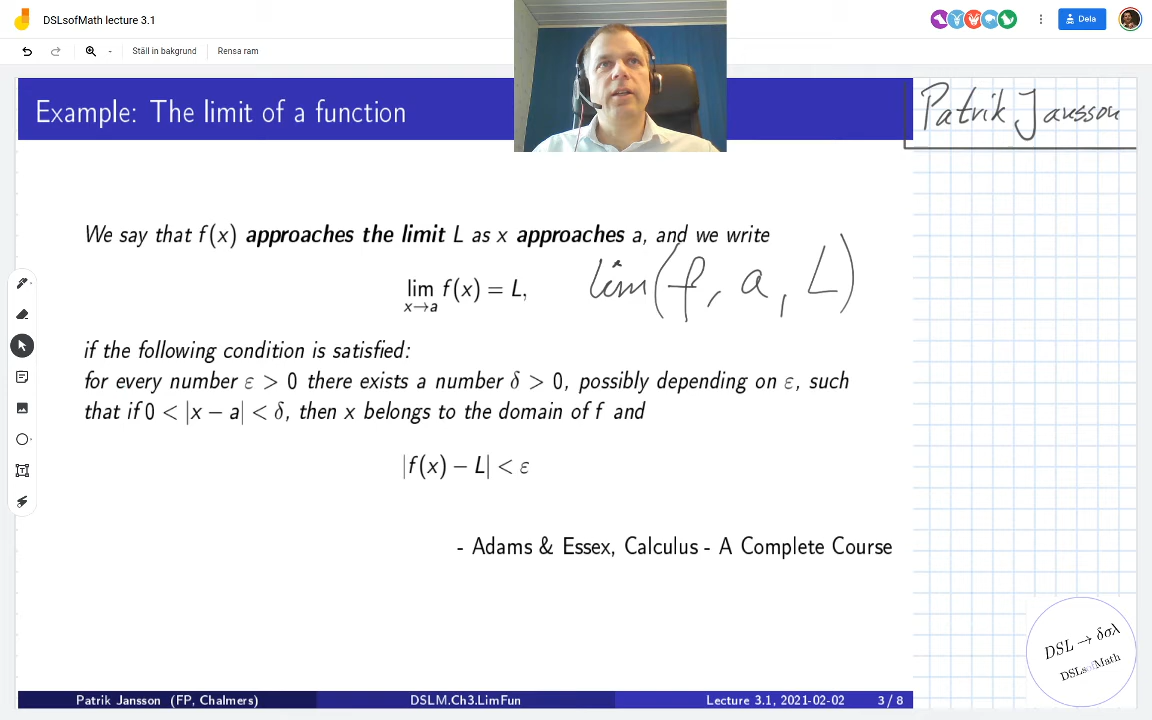 DSLsofMath lecture 3.1
Dela
Ställ in bakgrund
Rensa ram
Example: The limit of a function
Patrik Jansson
We say that f(x) approaches the limit L as x approaches a, and we write
lim x→a f(x) = L,
lim(f, a, L)
if the following condition is satisfied:
for every number ε > 0 there exists a number δ > 0, possibly depending on ε, such
that if 0 < |x − a| < δ, then x belongs to the domain of f and
|f(x) − L| < ε
- Adams & Essex, Calculus - A Complete Course
DSL → δσλ
DSLsofMath
Patrik Jansson (FP, Chalmers)
DSLM.Ch3.LimFun
Lecture 3.1, 2021-02-02
3 / 8